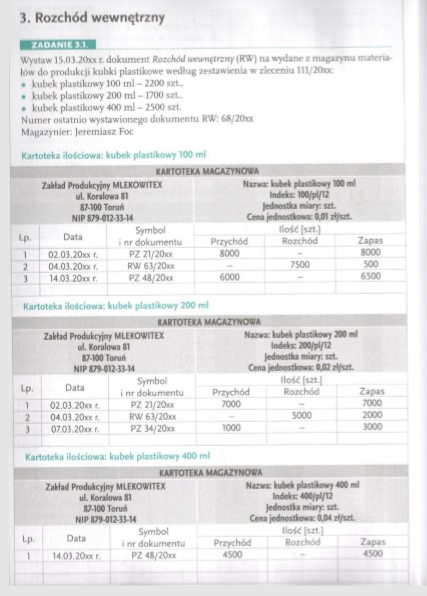 3. Rozchód wewnętrzny
ZADANIE 3.1.
Wystaw 15.03.20xx r. dokument Rozchód wewnętrzny (RW) na wydane z magazynu materia-
łów do produkcji kubki plastikowe według zestawienia w zleceniu 111/20xx:
• kubek plastikowy 100 ml – 2200 szt.,
• kubek plastikowy 200 ml – 1700 szt.,
• kubek plastikowy 400 ml – 2500 szt.
Numer ostatnio wystawionego dokumentu RW: 68/20xx
Magazynier: Jeremiasz Foc
Kartoteka ilościowa: kubek plastikowy 100 ml
KARTOTEKA MAGAZYNOWA
Zakład Produkcyjny MLEKOWITEX Nazwa: kubek plastikowy 100 ml
ul. Koralowa 81 Indeks: 100/pl/12
87-100 Toruń Jednostka miary: szt.
NIP 879-012-33-14 Cena jednostkowa: 0,01 zł/szt.
Lp. Data Symbol i nr dokumentu Ilość [szt.]
Przychód Rozchód Zapas
1 02.03.20xx r. PZ 21/20xx 8000 – 8000
2 04.03.20xx r. RW 63/20xx – 7500 500
3 14.03.20xx r. PZ 48/20xx 6000 – 6500
Kartoteka ilościowa: kubek plastikowy 200 ml
KARTOTEKA MAGAZYNOWA
Zakład Produkcyjny MLEKOWITEX Nazwa: kubek plastikowy 200 ml
ul. Koralowa 81 Indeks: 200/pl/12
87-100 Toruń Jednostka miary: szt.
NIP 879-012-33-14 Cena jednostkowa: 0,02 zł/szt.
Lp. Data Symbol i nr dokumentu Ilość [szt.]
Przychód Rozchód Zapas
1 02.03.20xx r. PZ 21/20xx 7000 – 7000
2 04.03.20xx r. RW 63/20xx – 5000 2000
3 07.03.20xx r. PZ 34/20xx 1000 – 3000
Kartoteka ilościowa: kubek plastikowy 400 ml
KARTOTEKA MAGAZYNOWA
Zakład Produkcyjny MLEKOWITEX Nazwa: kubek plastikowy 400 ml
ul. Koralowa 81 Indeks: 400/pl/12
87-100 Toruń Jednostka miary: szt.
NIP 879-012-33-14 Cena jednostkowa: 0,04 zł/szt.
Lp. Data Symbol i nr dokumentu Ilość [szt.]
Przychód Rozchód Zapas
1 14.03.20xx r. PZ 48/20xx 4500 – 4500